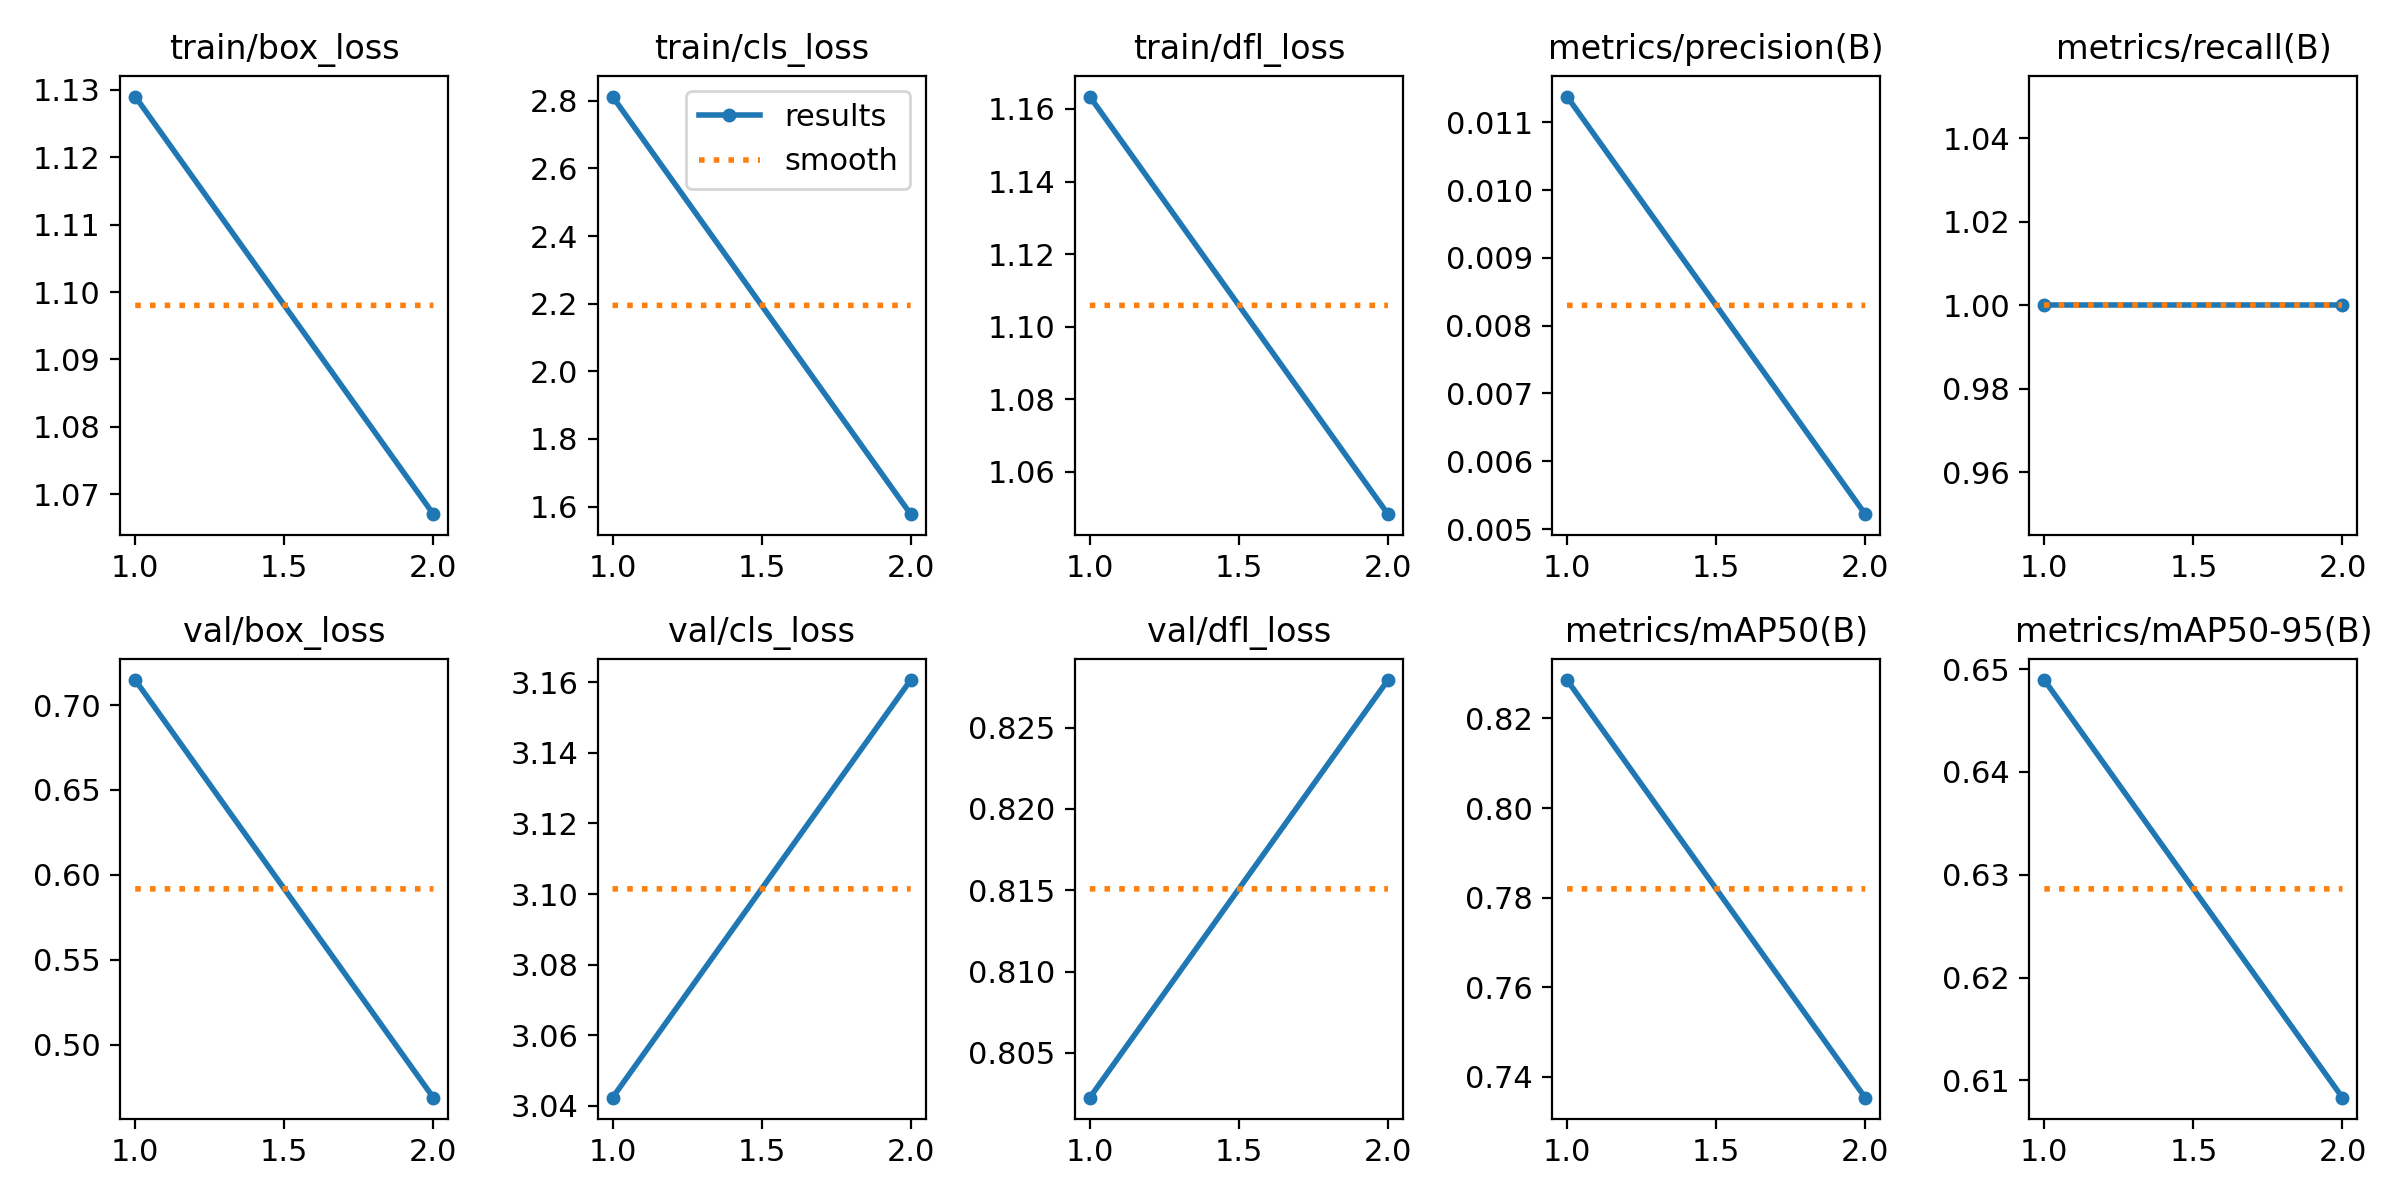 train/box_loss
1.13
1.12
1.11
1.10
1.09
1.08
1.07
1.0 1.5 2.0
train/cls_loss
2.8
2.6
2.4
2.2
2.0
1.8
1.6
results
smooth
1.0 1.5 2.0
train/dfl_loss
1.16
1.14
1.12
1.10
1.08
1.06
1.0 1.5 2.0
metrics/precision(B)
0.011
0.010
0.009
0.008
0.007
0.006
0.005
1.0 1.5 2.0
metrics/recall(B)
1.04
1.02
1.00
0.98
0.96
1.0 1.5 2.0
val/box_loss
0.70
0.65
0.60
0.55
0.50
1.0 1.5 2.0
val/cls_loss
3.16
3.14
3.12
3.10
3.08
3.06
3.04
1.0 1.5 2.0
val/dfl_loss
0.825
0.820
0.815
0.810
0.805
1.0 1.5 2.0
metrics/mAP50(B)
0.82
0.80
0.78
0.76
0.74
1.0 1.5 2.0
metrics/mAP50-95(B)
0.65
0.64
0.63
0.62
0.61
1.0 1.5 2.0